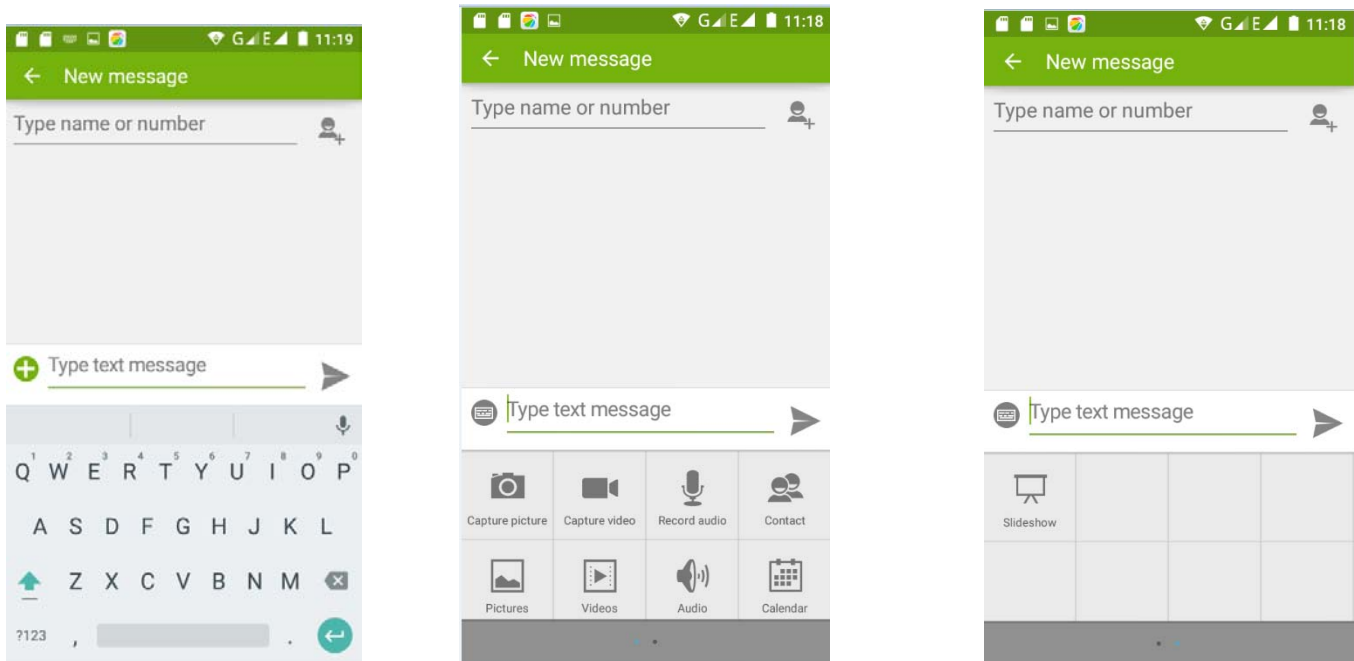 G E 11:19
New message
Type name or number
Type text message
1 2 3 4 5 6 7 8 9 0
Q W E R T Y U I O P
A S D F G H J K L
Z X C V B N M
?123 , .
G E 11:18
New message
Type name or number
Type text message
Capture picture Capture video Record audio Contact
Pictures Videos Audio Calendar
G E 11:18
New message
Type name or number
Type text message
Slideshow